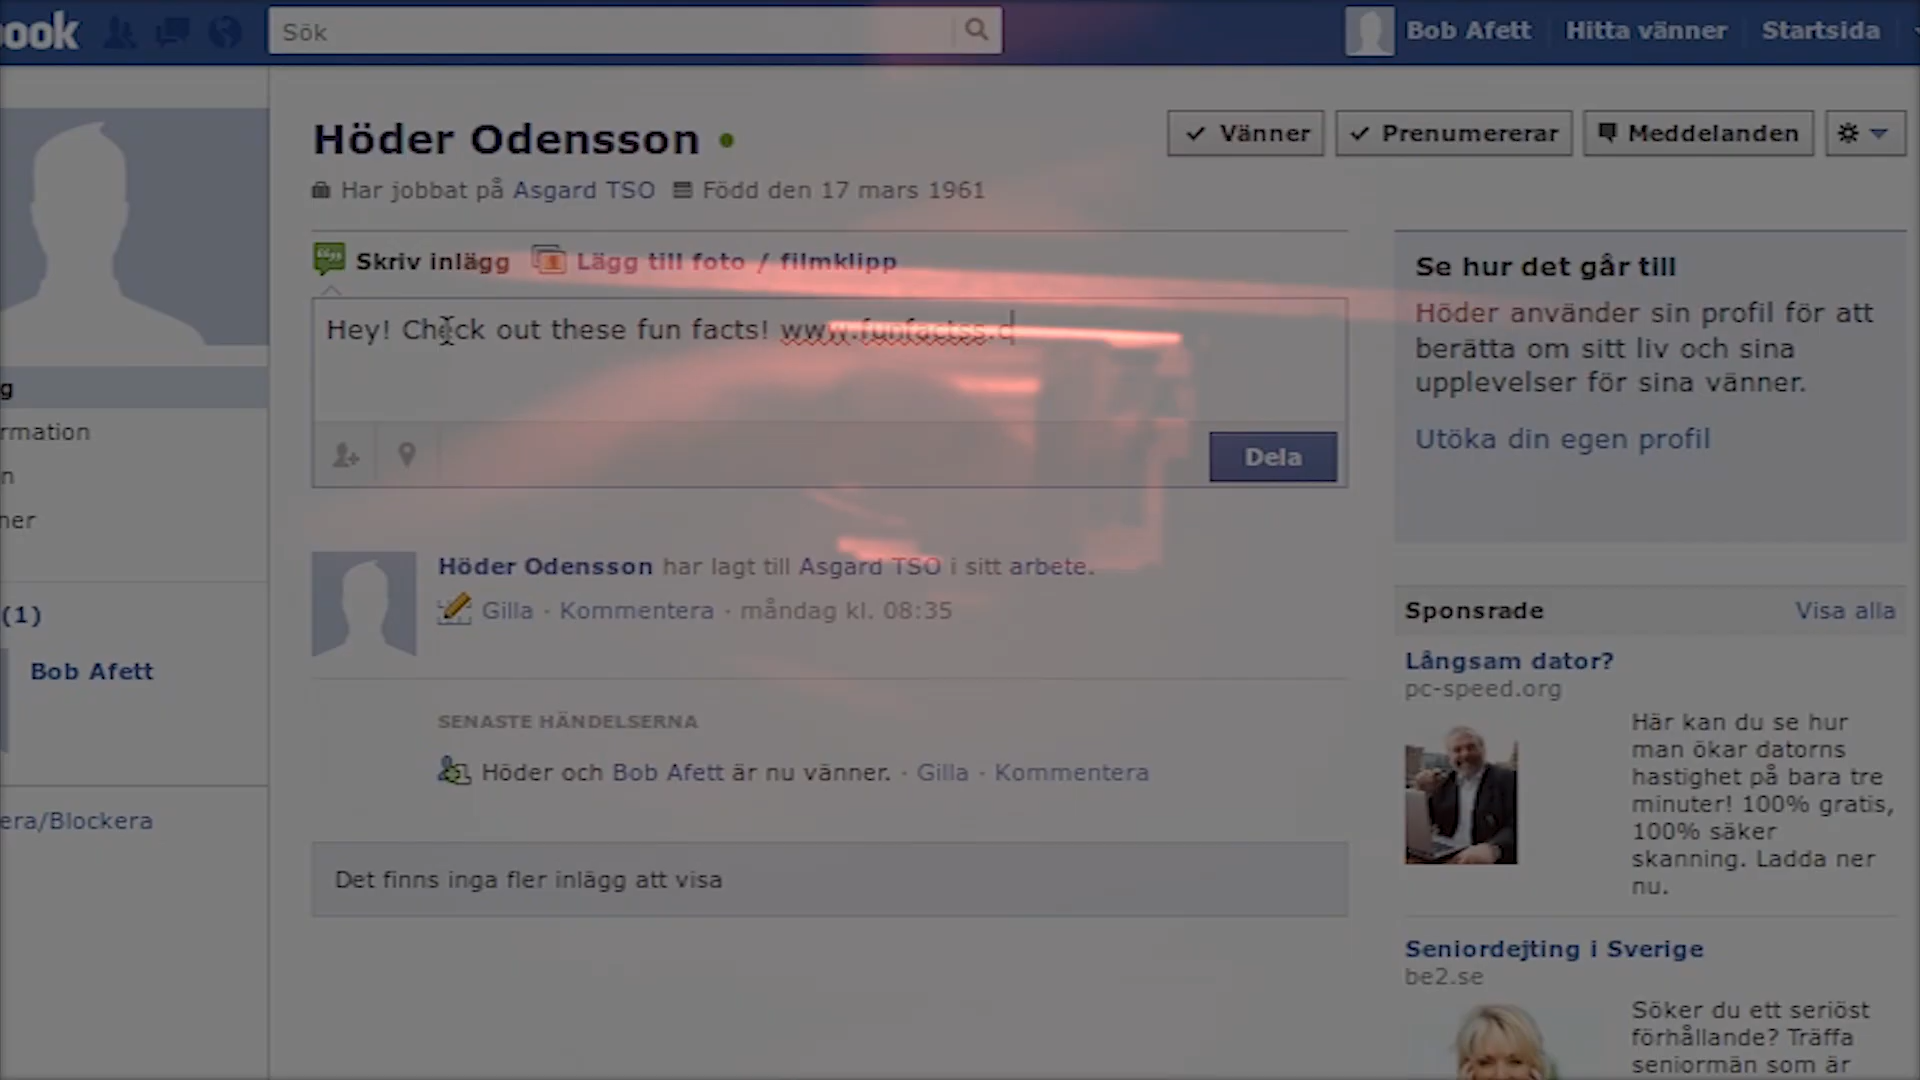 ook
Sök
Bob Afett
Hitta vänner
Startsida
Höder Odensson
Vänner
Prenumererar
Meddelanden
Har jobbat på Asgard TSO
Född den 17 mars 1961
Skriv inlägg
Lägg till foto / filmklipp
Hey! Check out these fun facts! www.funfactss.c
Dela
g
rmation
n
ner
(1)
Bob Afett
era/Blockera
Höder Odensson har lagt till Asgard TSO i sitt arbete.
Gilla · Kommentera · måndag kl. 08:35
SENASTE HÄNDELSERNA
Höder och Bob Afett är nu vänner. · Gilla · Kommentera
Det finns inga fler inlägg att visa
Se hur det går till
Höder använder sin profil för att
berätta om sitt liv och sina
upplevelser för sina vänner.
Utöka din egen profil
Sponsrade
Visa alla
Långsam dator?
pc-speed.org
Här kan du se hur
man ökar datorns
hastighet på bara tre
minuter! 100% gratis,
100% säker
skanning. Ladda ner
nu.
Seniordejting i Sverige
be2.se
Söker du ett seriöst
förhållande? Träffa
seniormän som är